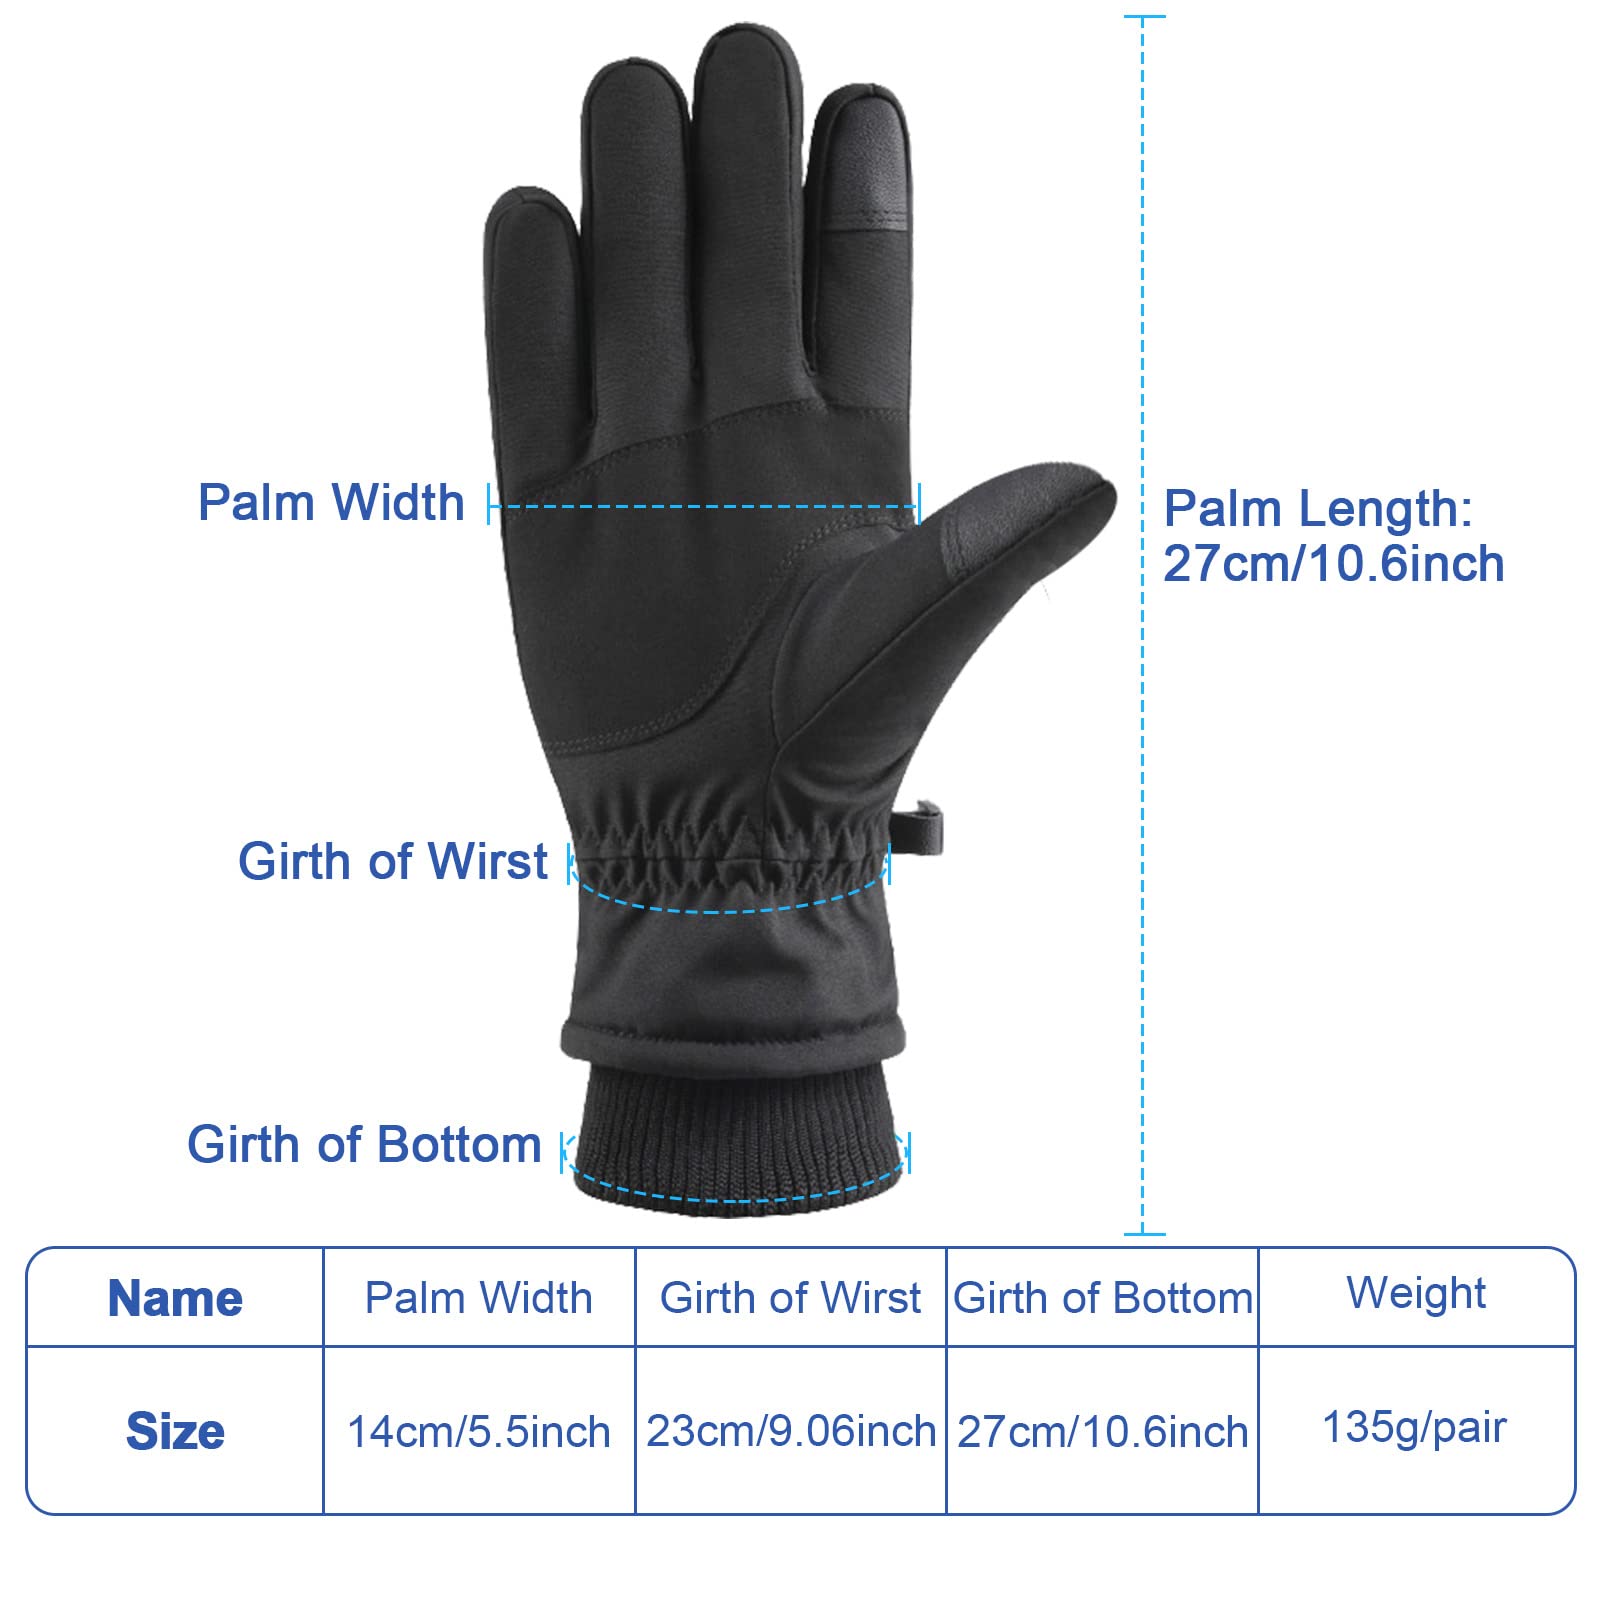 Palm Width
Palm Length:
27cm/10.6inch
Girth of Wirst
Girth of Bottom
Name Palm Width Girth of Wirst Girth of Bottom Weight
Size 14cm/5.5inch 23cm/9.06inch 27cm/10.6inch 135g/pair